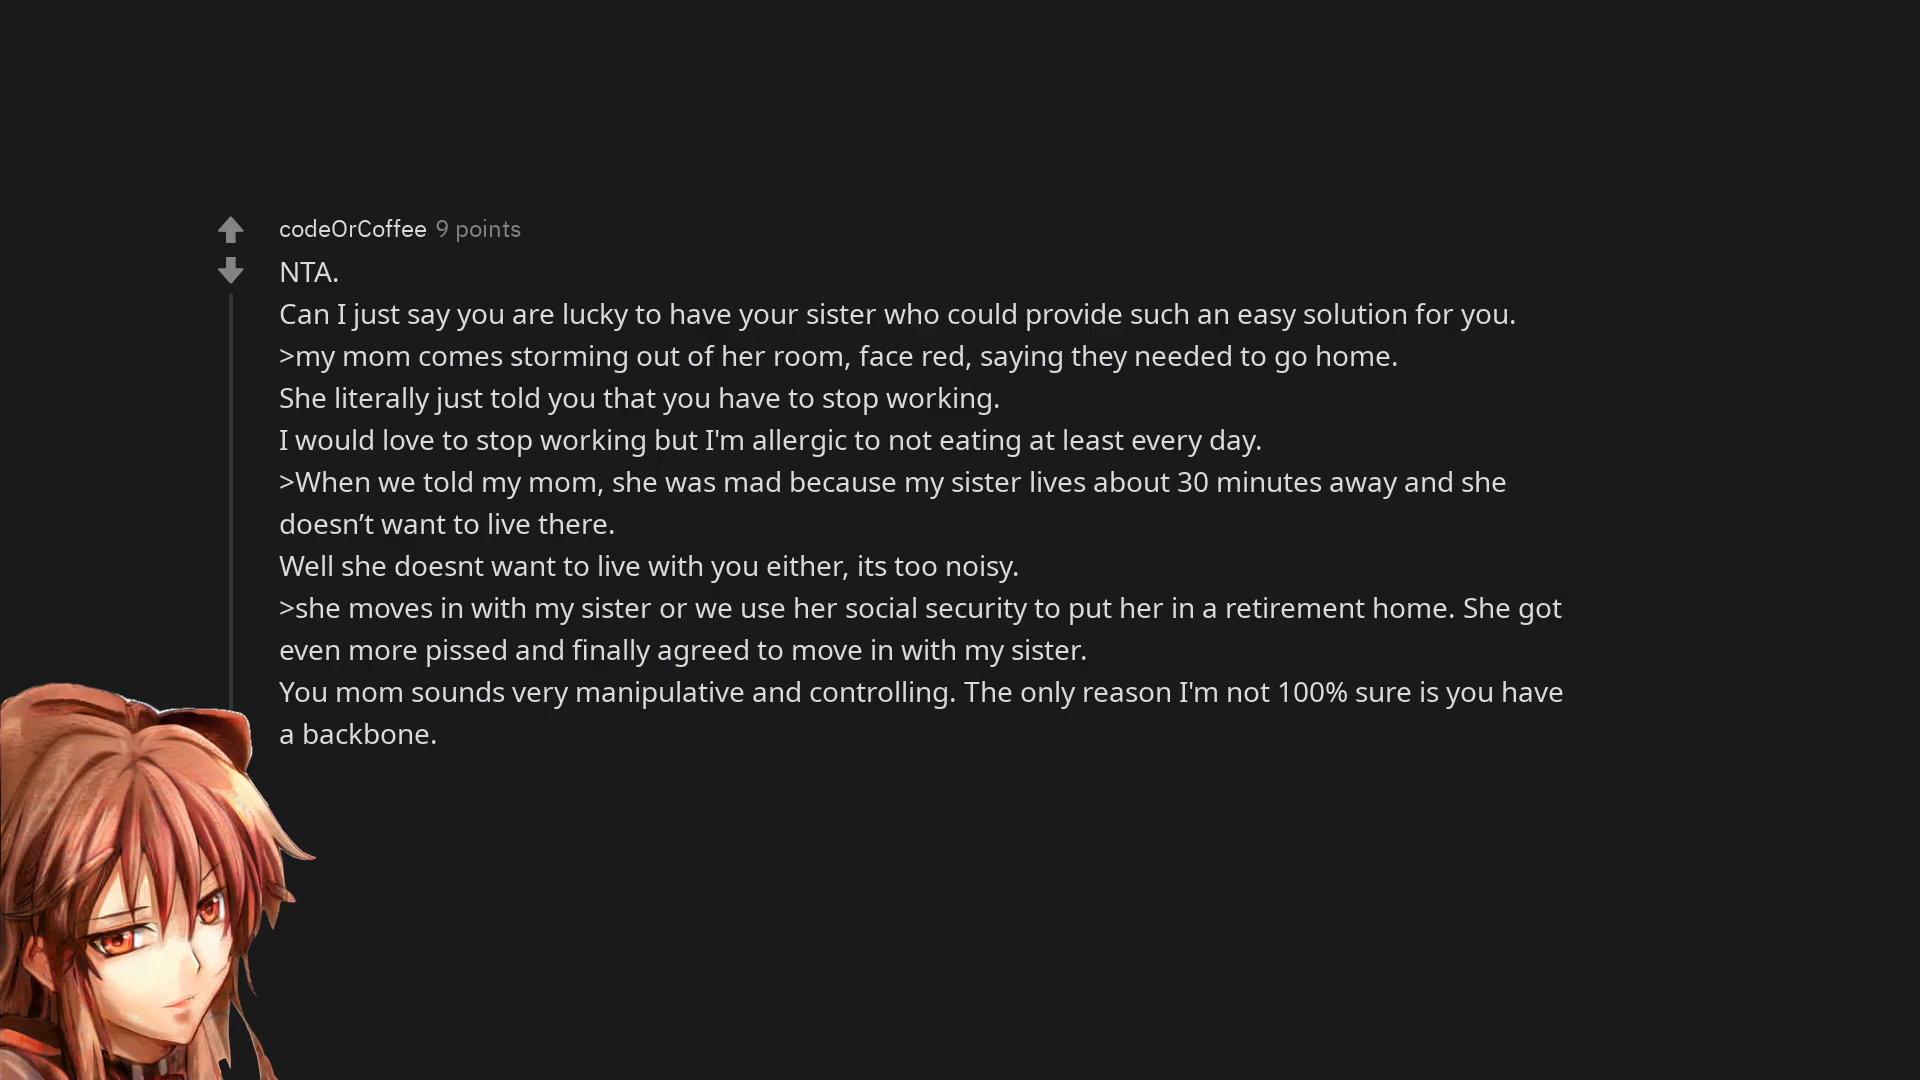 codeOrCoffee 9 points
NTA.
Can I just say you are lucky to have your sister who could provide such an easy solution for you.
>my mom comes storming out of her room, face red, saying they needed to go home.
She literally just told you that you have to stop working.
I would love to stop working but I'm allergic to not eating at least every day.
>When we told my mom, she was mad because my sister lives about 30 minutes away and she
doesn’t want to live there.
Well she doesnt want to live with you either, its too noisy.
>she moves in with my sister or we use her social security to put her in a retirement home. She got
even more pissed and finally agreed to move in with my sister.
You mom sounds very manipulative and controlling. The only reason I'm not 100% sure is you have
a backbone.